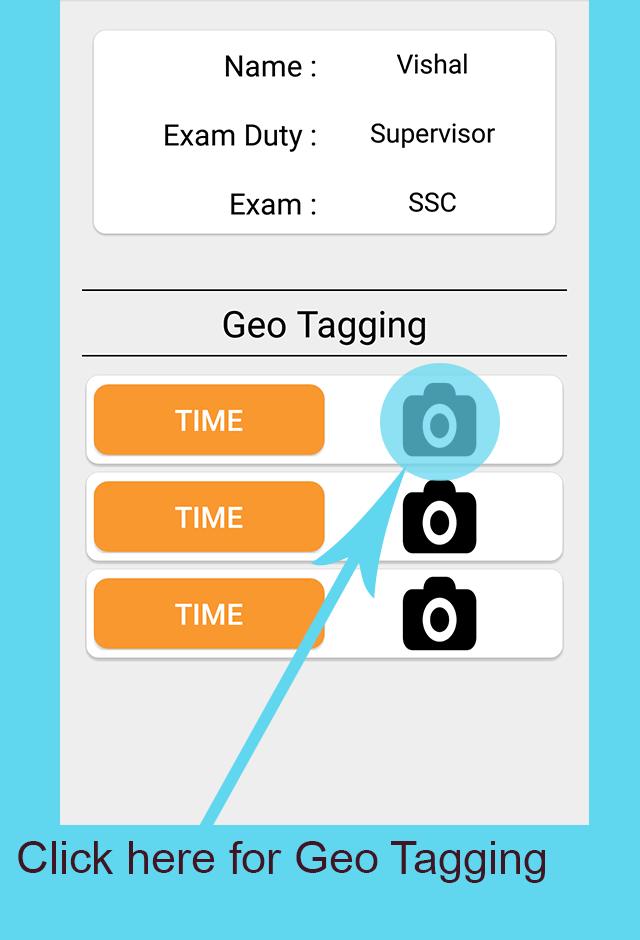 Name : Vishal
Exam Duty : Supervisor
Exam : SSC
Geo Tagging
TIME
TIME
TIME
Click here for Geo Tagging